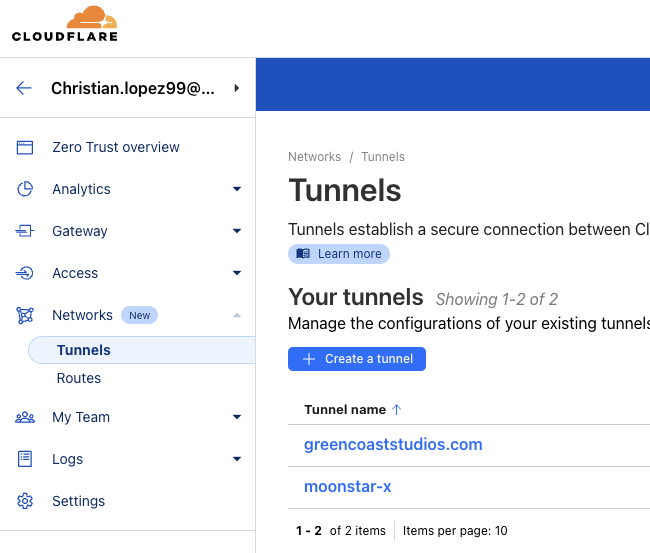 CLOUDFLARE
Christian.lopez99@...
Zero Trust overview
Analytics
Gateway
Access
Networks New
Tunnels
Routes
My Team
Logs
Settings
Networks / Tunnels
Tunnels
Tunnels establish a secure connection between Cl
Learn more
Your tunnels Showing 1-2 of 2
Manage the configurations of your existing tunnels
Create a tunnel
Tunnel name
greencoaststudios.com
moonstar-x
1 - 2 of 2 items Items per page: 10